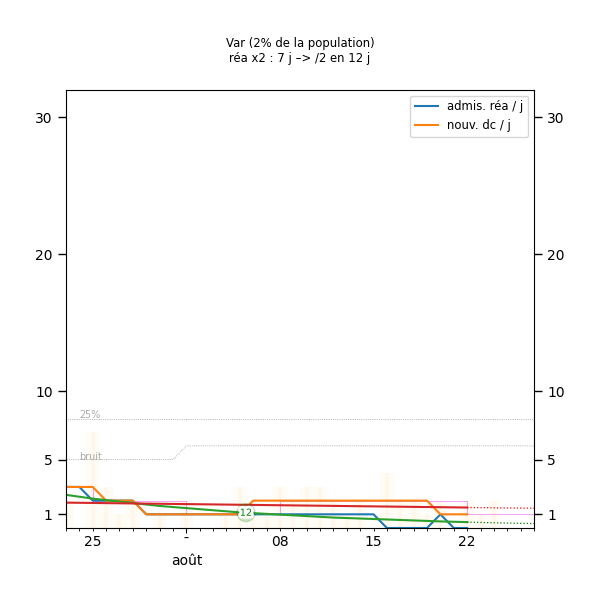 Var (2% de la population)
réa x2 : 7 j –> /2 en 12 j
admis. réa / j
nouv. dc / j
30 30
20 20
10 10
25%
5 5
bruit
1 12 1
25 - 08 15 22
août